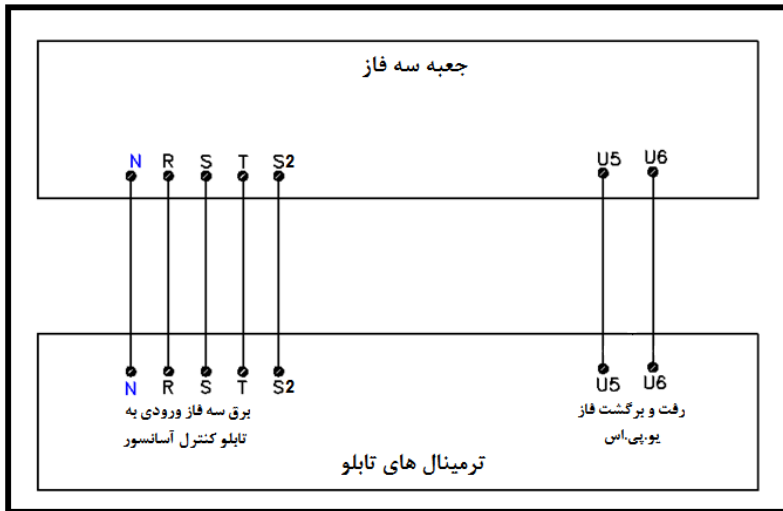 جعبه سه فاز
N R S T S2 U5 U6
N R S T S2 U5 U6
برق سه فاز ورودی به
تابلو کنترل آسانسور
رفت و برگشت فاز
یو.پی.اس
ترمینال های تابلو